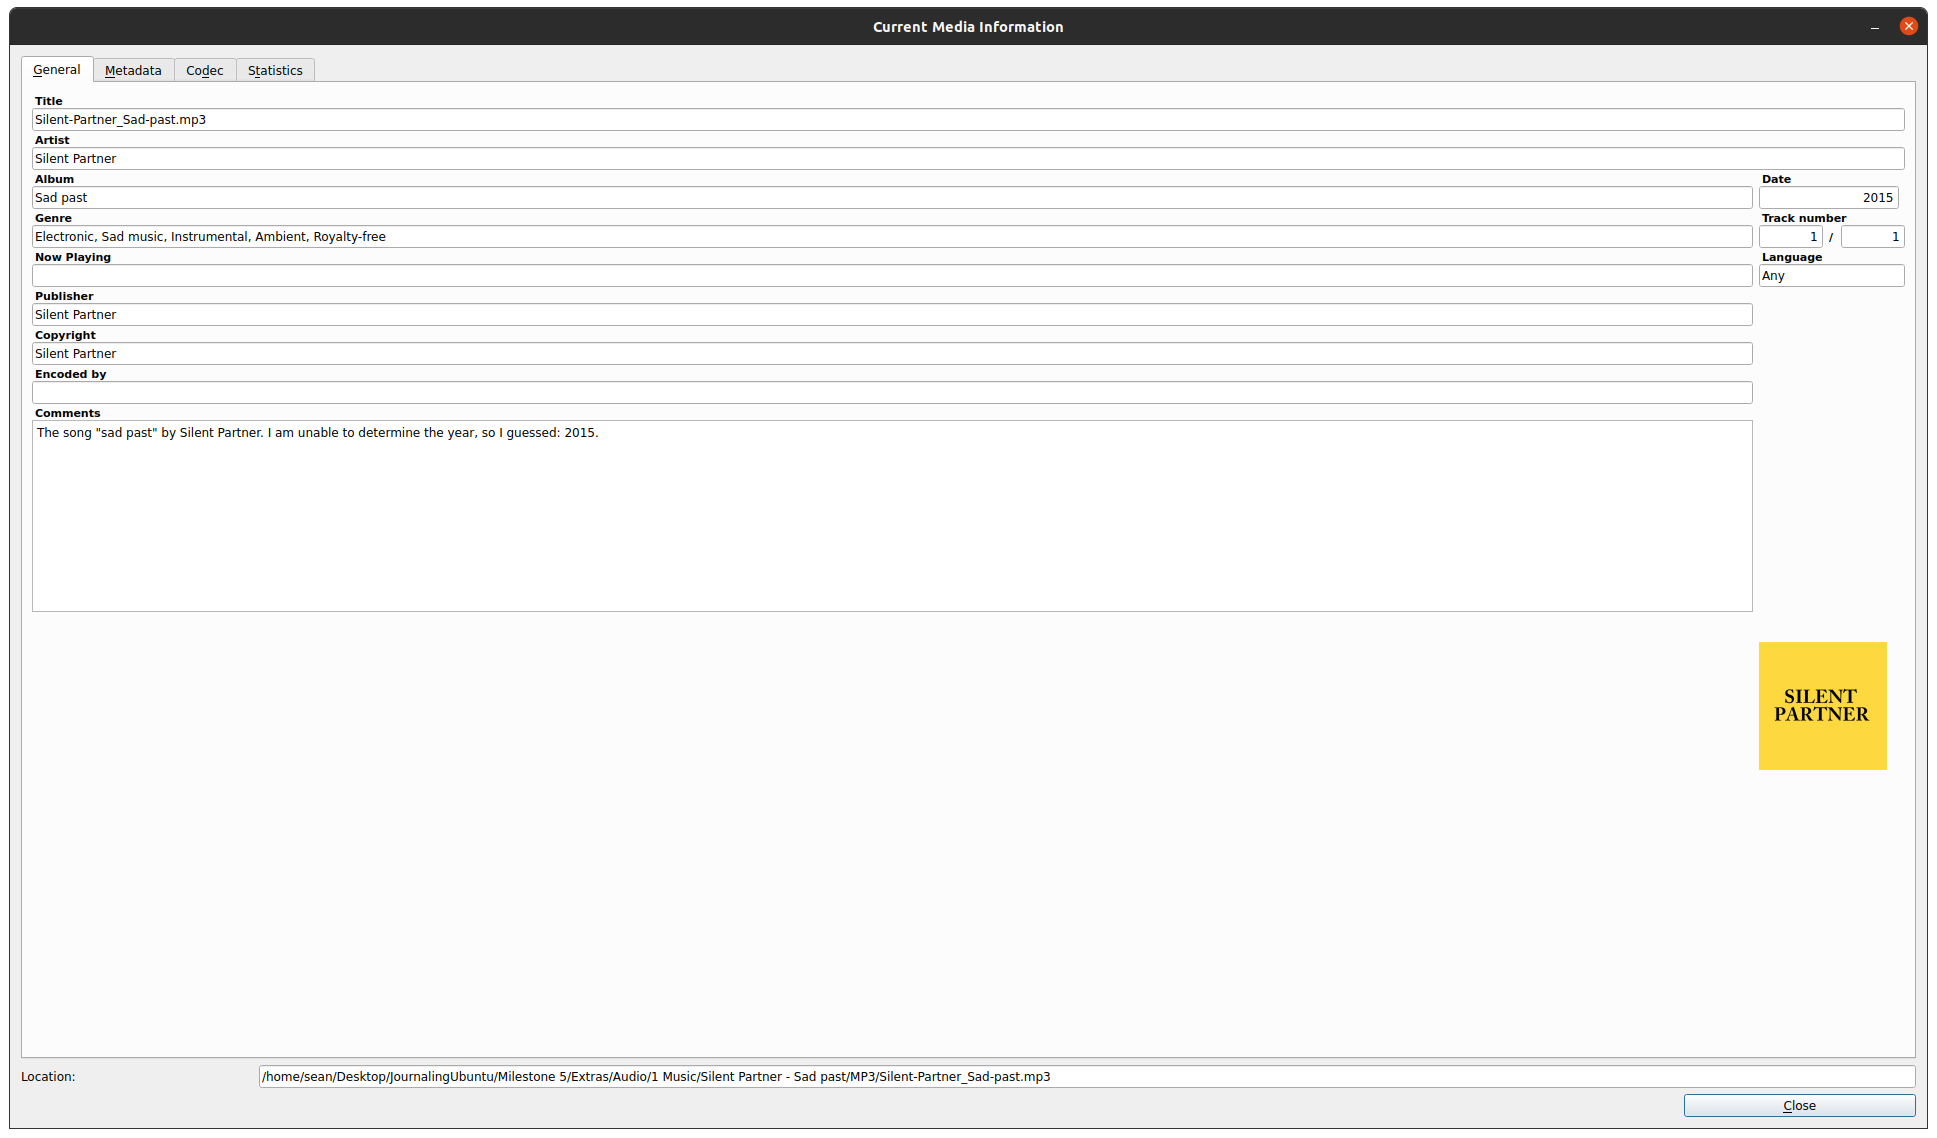 Current Media Information
General Metadata Codec Statistics
Title
Silent-Partner_Sad-past.mp3
Artist
Silent Partner
Album Date
Sad past 2015
Genre Track number
Electronic, Sad music, Instrumental, Ambient, Royalty-free 1 / 1
Now Playing Language
Any
Publisher
Silent Partner
Copyright
Silent Partner
Encoded by
Comments
The song "sad past" by Silent Partner. I am unable to determine the year, so I guessed: 2015.
SILENT
PARTNER
Location: /home/sean/Desktop/JournalingUbuntu/Milestone 5/Extras/Audio/1 Music/Silent Partner - Sad past/MP3/Silent-Partner_Sad-past.mp3
Close